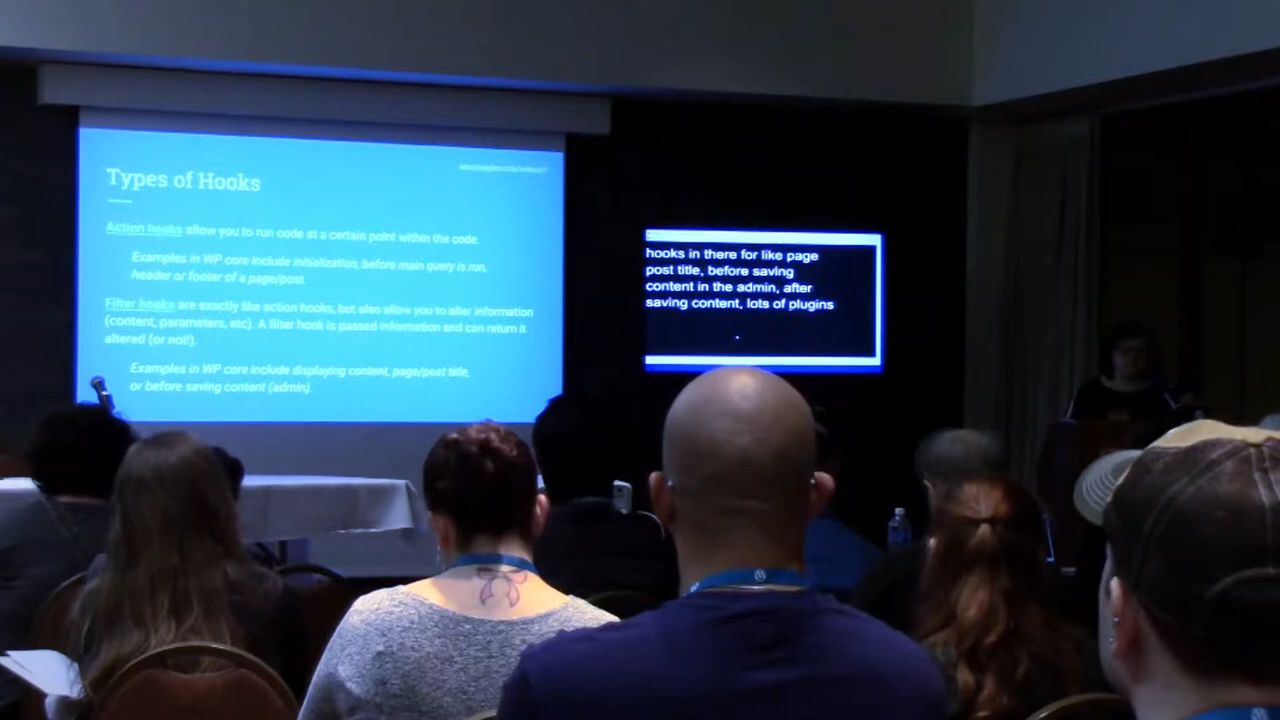 Types of Hooks
Action hooks allow you to run code at a certain point within the code.
Examples in WP core include initialization, before main query is run,
header or footer of a page/post
Filter hooks are exactly like action hooks, but also allow you to alter information
(content, parameters, etc). A filter hook is passed information and can return it
altered (or not!).
Examples in WP core include displaying content, page/post title,
or before saving content (admin).
hooks in there for like page
post title, before saving
content in the admin, after
saving content, lots of plugins